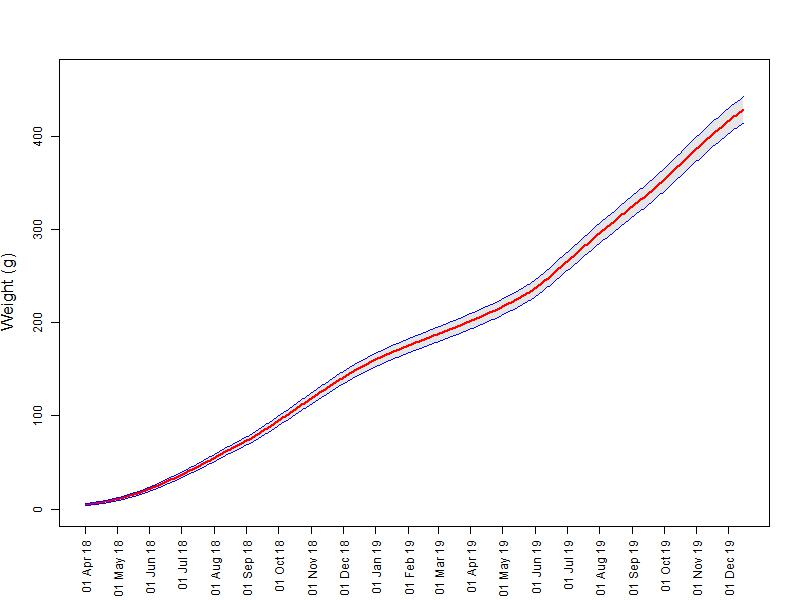 Weight (g)
400
300
200
100
0
01 Apr 18
01 May 18
01 Jun 18
01 Jul 18
01 Aug 18
01 Sep 18
01 Oct 18
01 Nov 18
01 Dec 18
01 Jan 19
01 Feb 19
01 Mar 19
01 Apr 19
01 May 19
01 Jun 19
01 Jul 19
01 Aug 19
01 Sep 19
01 Oct 19
01 Nov 19
01 Dec 19